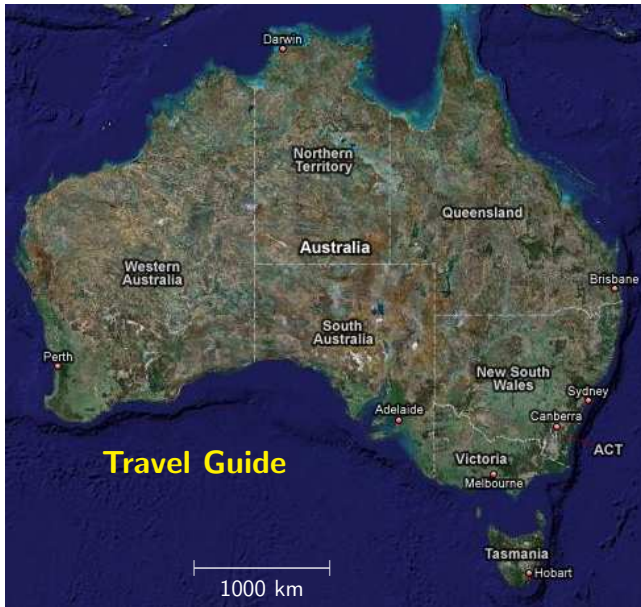 Darwin
Northern
Territory
Queensland
Australia
Western
Australia
Brisbane
South
Australia
Perth
New South
Wales
Sydney
Adelaide
Canberra
ACT
Travel Guide
Victoria
Melbourne
Tasmania
Hobart
1000 km